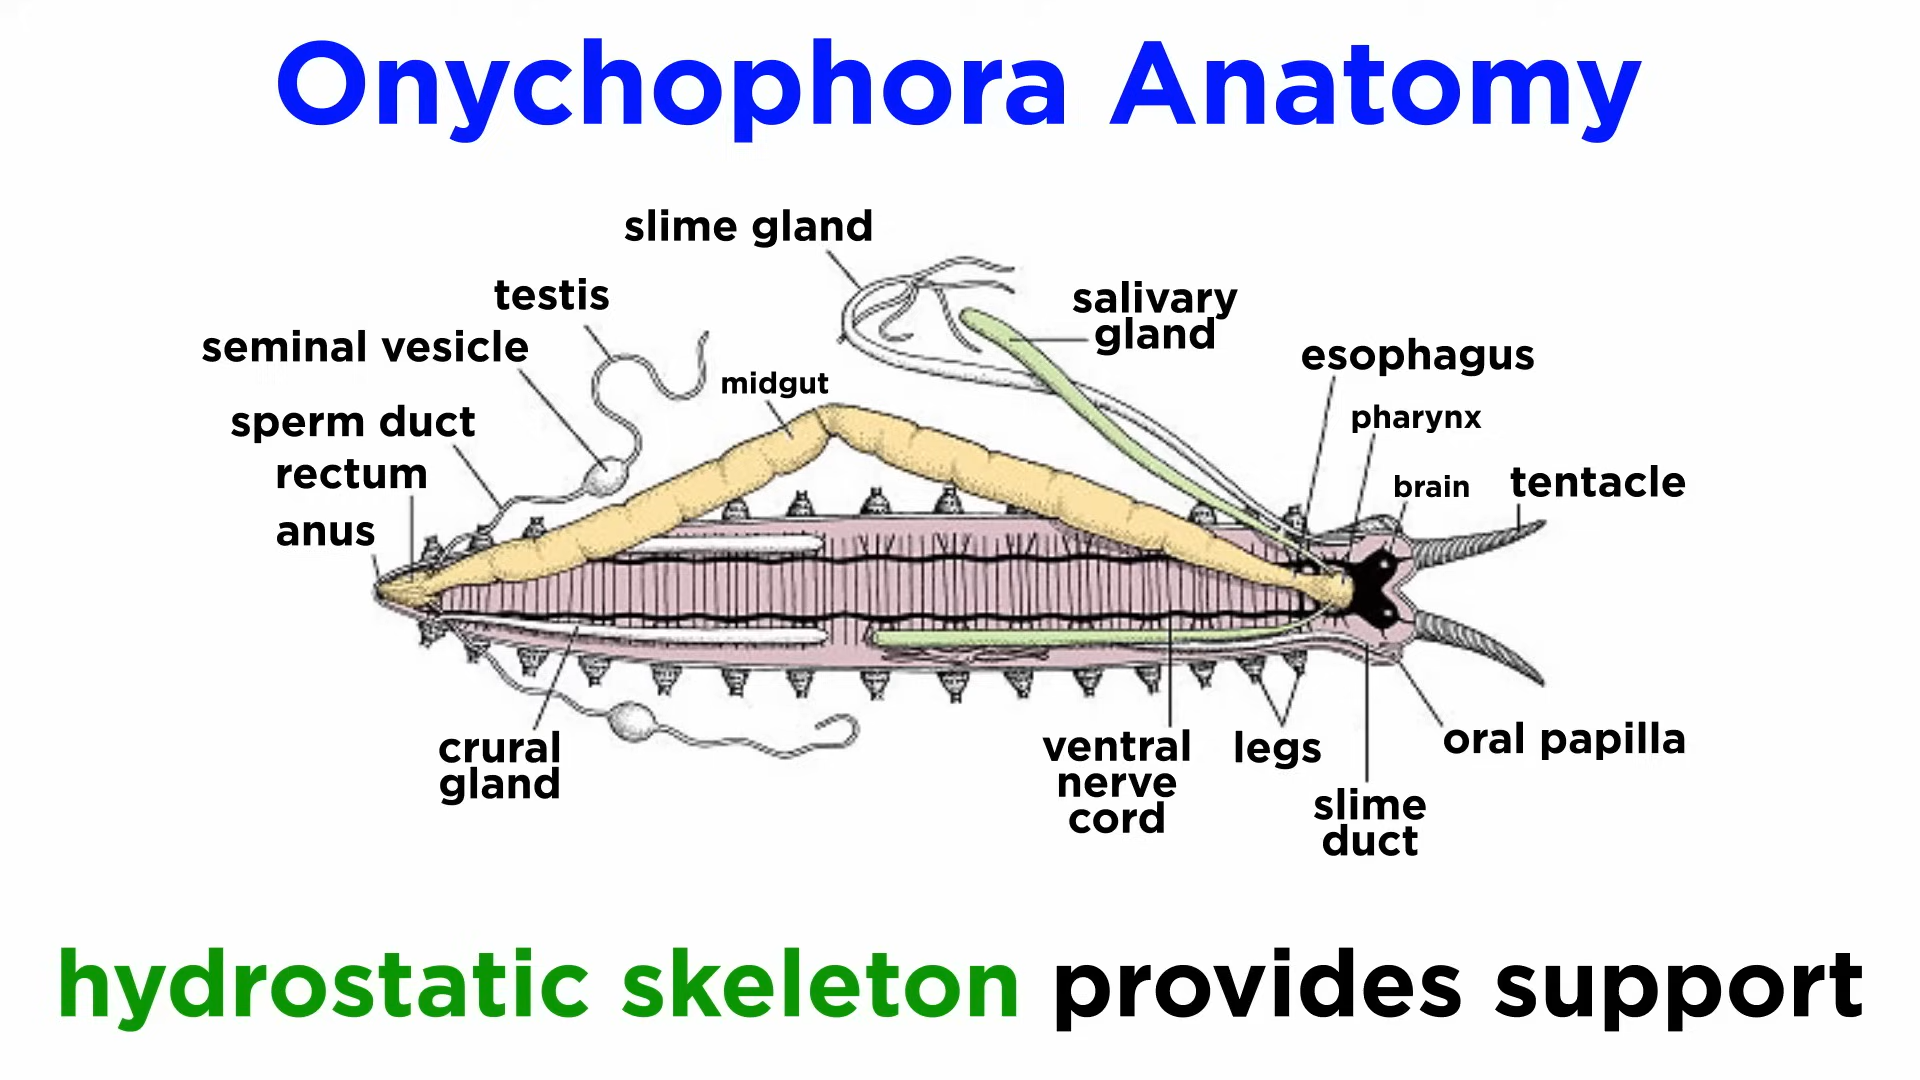 Onychophora Anatomy
slime gland
testis
salivary
gland
seminal vesicle
esophagus
midgut
pharynx
sperm duct
rectum
brain
tentacle
anus
crural
gland
ventral
nerve
cord
legs
oral papilla
slime
duct
hydrostatic skeleton provides support